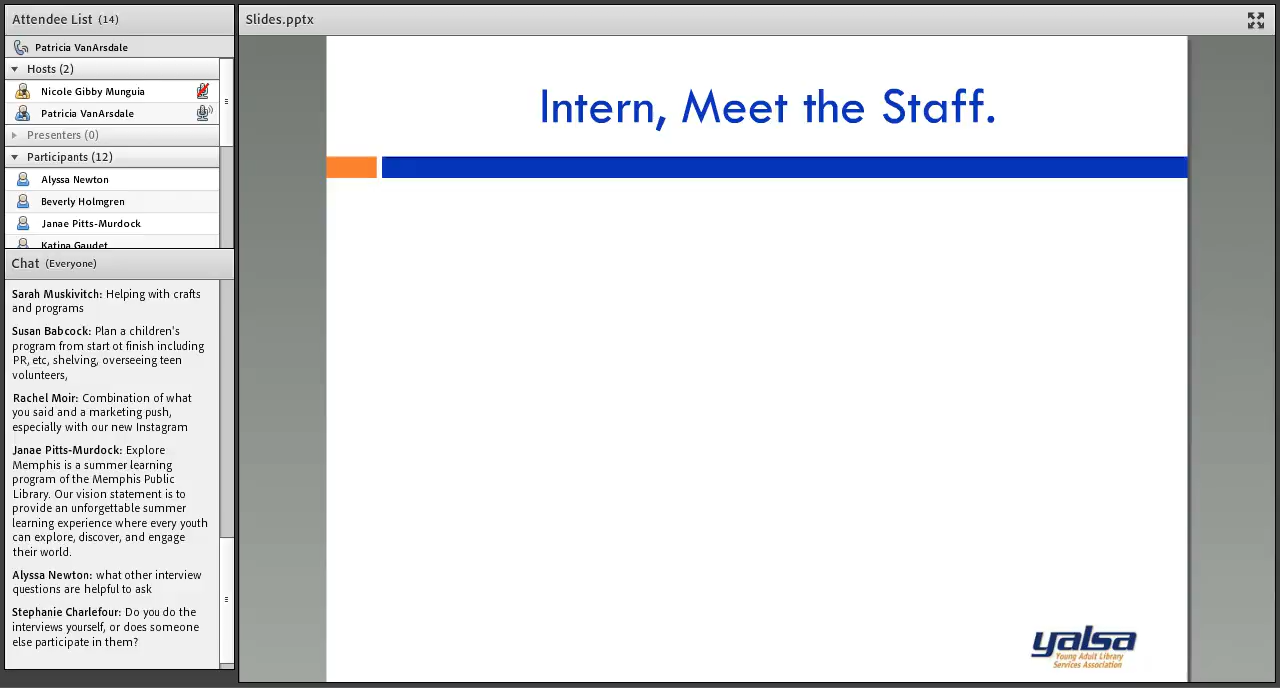 Attendee List (14)
Patricia VanArsdale
Hosts (2)
Nicole Gibby Munguia
Patricia VanArsdale
Presenters (0)
Participants (12)
Alyssa Newton
Beverly Holmgren
Janae Pitts-Murdock
Katina Gaudet
Chat (Everyone)
Sarah Muskivitch: Helping with crafts
and programs
Susan Babcock: Plan a children's
program from start ot finish including
PR, etc, shelving, overseeing teen
volunteers,
Rachel Moir: Combination of what
you said and a marketing push,
especially with our new Instagram
Janae Pitts-Murdock: Explore
Memphis is a summer learning
program of the Memphis Public
Library. Our vision statement is to
provide an unforgettable summer
learning experience where every youth
can explore, discover, and engage
their world.
Alyssa Newton: what other interview
questions are helpful to ask
Stephanie Charlefour: Do you do the
interviews yourself, or does someone
else participate in them?
Slides.pptx
Intern, Meet the Staff.
yalsa
Young Adult Library
Services Association